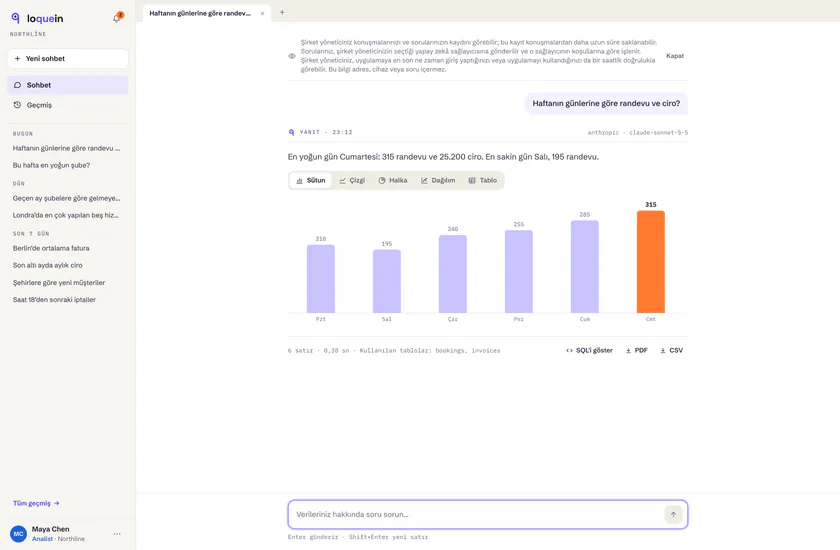 loquein
2
NORTHLINE
+ Yeni sohbet
Sohbet
Geçmiş
BUGÜN
Haftanın günlerine göre randevu ...
Bu hafta en yoğun şube?
DÜN
Geçen ay şubelere göre gelmeye...
Londra'da en çok yapılan beş hiz...
SON 7 GÜN
Berlin'de ortalama fatura
Son altı ayda aylık ciro
Şehirlere göre yeni müşteriler
Saat 18'den sonraki iptaller
Tüm geçmiş →
MC
Maya Chen
Analist · Northline
...
Haftanın günlerine göre randev... ×
+
Şirket yöneticiniz konuşmalarınızı ve sorularınızın kaydını görebilir; bu kayıt konuşmalardan daha uzun süre saklanabilir.
Sorularınız, şirket yöneticinizin seçtiği yapay zekâ sağlayıcısına gönderilir ve o sağlayıcının koşullarına göre işlenir.
Şirket yöneticiniz, uygulamaya en son ne zaman giriş yaptığınızı veya uygulamayı kullandığınızı da bir saatlik doğrulukla
görebilir. Bu bilgi adres, cihaz veya soru içermez.
Kapat
Haftanın günlerine göre randevu ve ciro?
YANIT · 23:12
anthropic · claude-sonnet-5-5
En yoğun gün Cumartesi: 315 randevu ve 25.200 ciro. En sakin gün Salı, 195 randevu.
Sütun
Çizgi
Halka
Dağılım
Tablo
210
195
240
255
285
315
Pzt
Sal
Çar
Per
Cum
Cmt
6 satır · 0,38 sn · Kullanılan tablolar: bookings, invoices
SQL'i göster
PDF
CSV
Verileriniz hakkında soru sorun...
Enter gönderir · Shift+Enter yeni satır